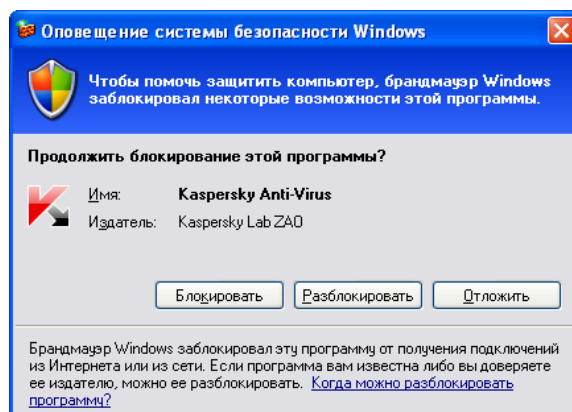 Оповещение системы безопасности Windows
Чтобы помочь защитить компьютер, брандмауэр Windows
заблокировал некоторые возможности этой программы.
Продолжить блокирование этой программы?
Имя: Kaspersky Anti-Virus
Издатель: Kaspersky Lab ZAO
Блокировать Разблокировать Отложить
Брандмауэр Windows заблокировал эту программу от получения подключений
из Интернета или из сети. Если программа вам известна либо вы доверяете
ее издателю, можно ее разблокировать. Когда можно разблокировать
программу?